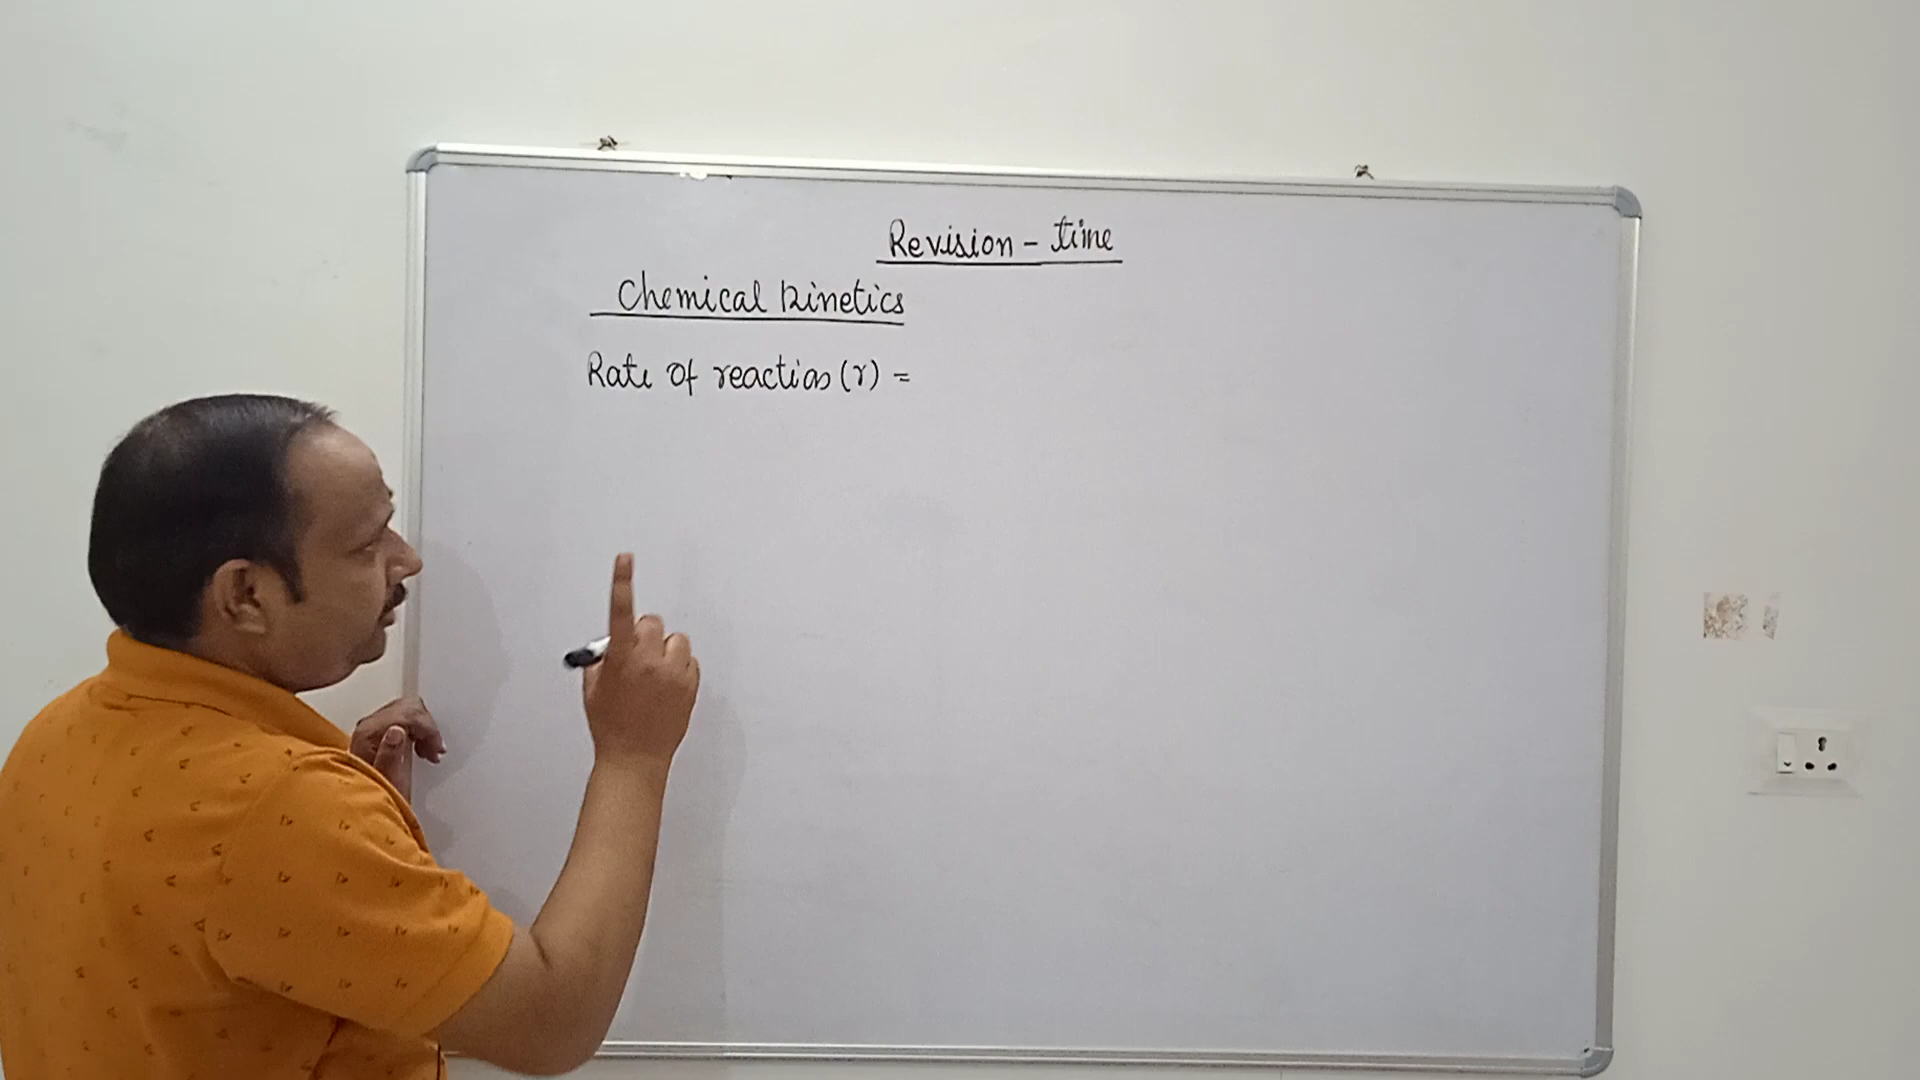 Revision - time
Chemical Kinetics
Rate of reaction (r) =